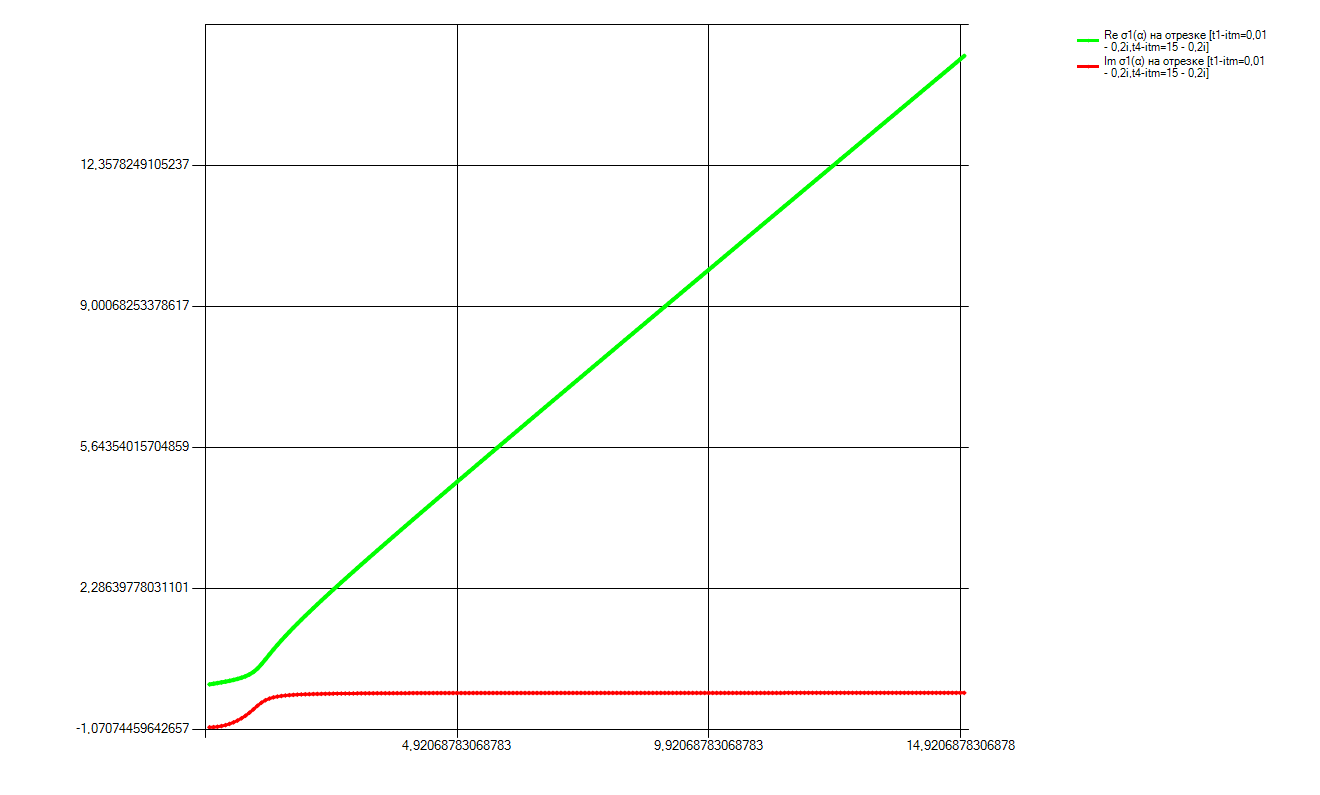 Re σ1(α) на отрезке [t1-itm=0,01
- 0,2i,t4-itm=15 - 0,2i]
Im σ1(α) на отрезке [t1-itm=0,01
- 0,2i,t4-itm=15 - 0,2i]
12,3578249105237
9,00068253378617
5,64354015704859
2,28639778031101
-1,07074459642657
4,92068783068783
9,92068783068783
14,9206878306878